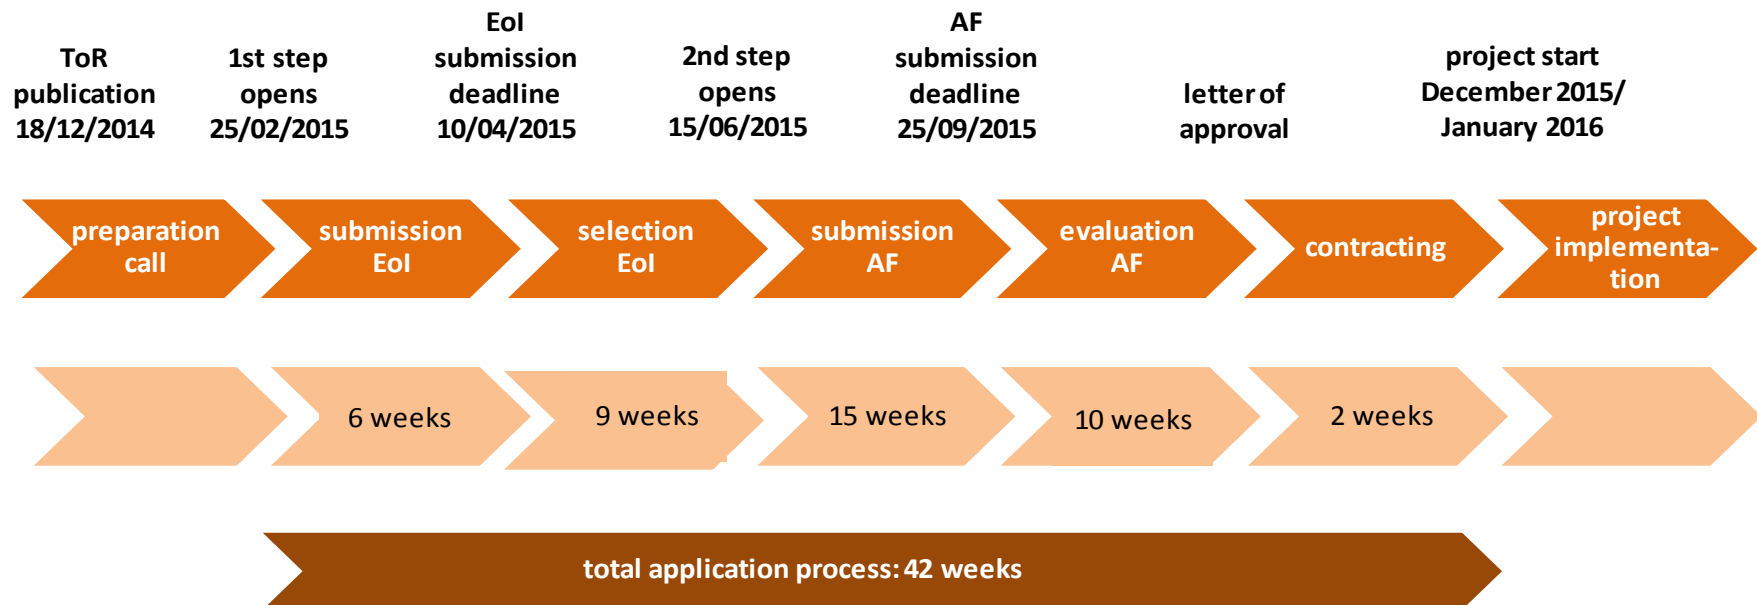 ToR
publication
18/12/2014
1st step
opens
25/02/2015
EoI
submission
deadline
10/04/2015
2nd step
opens
15/06/2015
AF
submission
deadline
25/09/2015
letter of
approval
project start
December 2015/
January 2016
preparation
call
submission
EoI
selection
EoI
submission
AF
evaluation
AF
contracting
project
implementa-
tion
6 weeks
9 weeks
15 weeks
10 weeks
2 weeks
total application process: 42 weeks